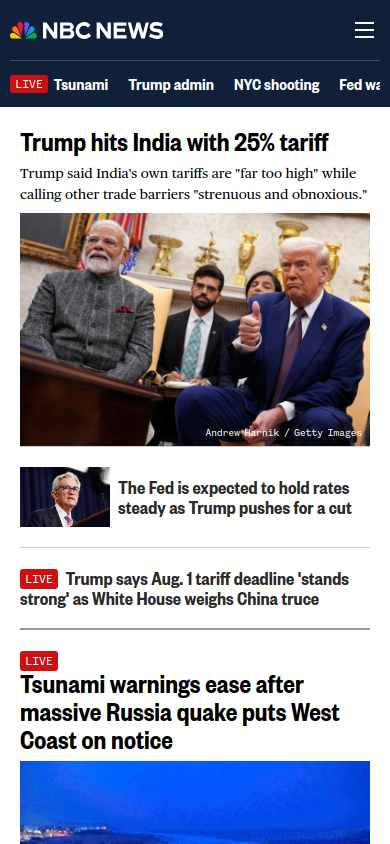 NBC NEWS
LIVE Tsunami Trump admin NYC shooting Fed
Trump hits India with 25% tariff
Trump said India's own tariffs are "far too high" while
calling other trade barriers "strenuous and obnoxious."
Andrew Harnik / Getty Images
The Fed is expected to hold rates
steady as Trump pushes for a cut
LIVE Trump says Aug. 1 tariff deadline 'stands
strong' as White House weighs China truce
LIVE
Tsunami warnings ease after
massive Russia quake puts West
Coast on notice